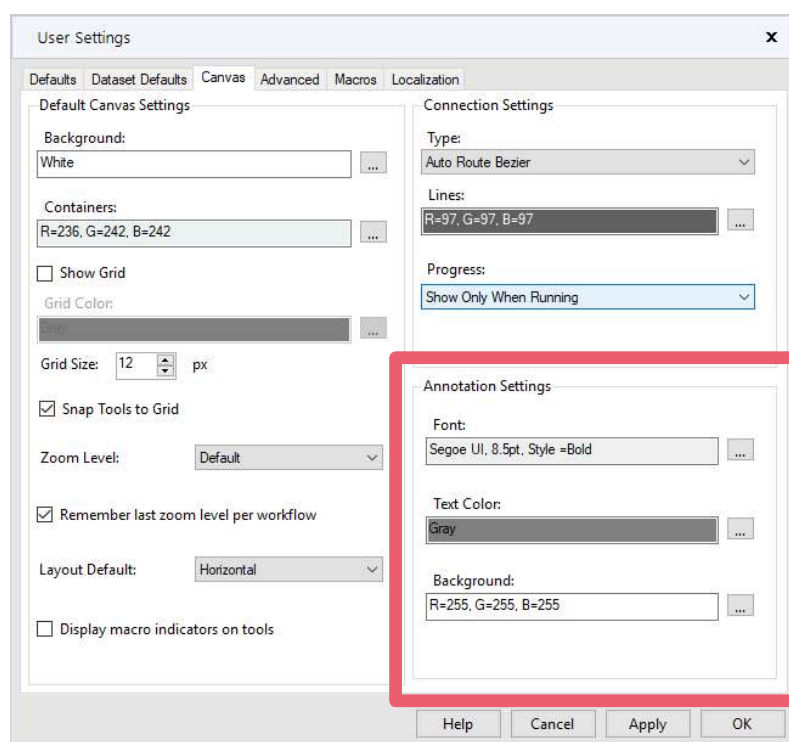 User Settings x
Defaults Dataset Defaults Canvas Advanced Macros Localization
Default Canvas Settings
Background:
White
...
Containers:
R=236, G=242, B=242
...
Show Grid
Grid Color:
Gray
...
Grid Size: 12 px
Snap Tools to Grid
Zoom Level: Default
Remember last zoom level per workflow
Layout Default: Horizontal
Display macro indicators on tools
Connection Settings
Type:
Auto Route Bezier
Lines:
R=97, G=97, B=97
...
Progress:
Show Only When Running
Annotation Settings
Font:
Segoe UI, 8.5pt, Style =Bold
...
Text Color:
Gray
...
Background:
R=255, G=255, B=255
...
Help Cancel Apply OK